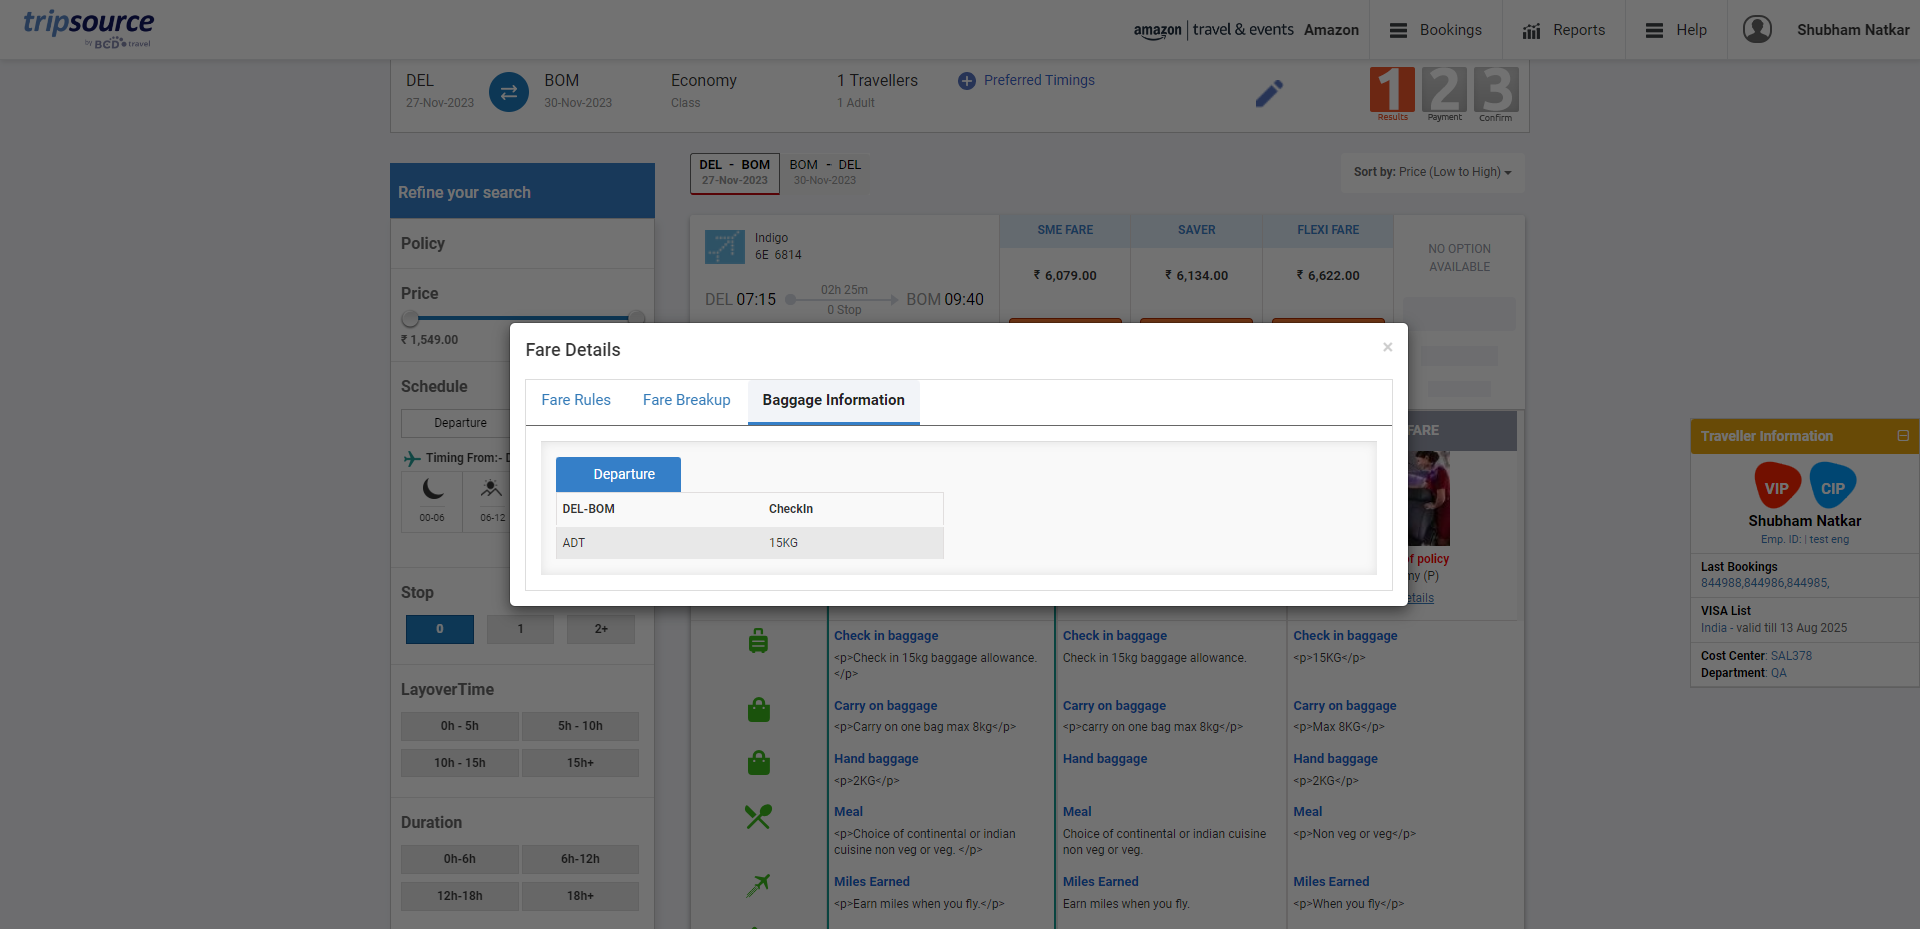 tripsource
by BCD travel
amazon | travel & events Amazon
Bookings
Reports
Help
Shubham Natkar
DEL
27-Nov-2023
BOM
30-Nov-2023
Economy
Class
1 Travellers
1 Adult
Preferred Timings
1 2 3
Results Payment Confirm
DEL - BOM
27-Nov-2023
BOM - DEL
30-Nov-2023
Sort by: Price (Low to High)
Refine your search
Policy
Price
₹ 1,549.00
Schedule
Departure
Timing From:-
00-06
06-12
Stop
0
1
2+
LayoverTime
0h - 5h
5h - 10h
10h - 15h
15h+
Duration
0h-6h
6h-12h
12h-18h
18h+
Indigo
6E 6814
DEL 07:15
02h 25m
0 Stop
BOM 09:40
SME FARE
₹ 6,079.00
SAVER
₹ 6,134.00
FLEXI FARE
₹ 6,622.00
NO OPTION
AVAILABLE
Fare Details
×
Fare Rules
Fare Breakup
Baggage Information
Departure
DEL-BOM CheckIn
ADT 15KG
FARE
of policy
ny (P)
etails
Check in baggage
<p>Check in 15kg baggage allowance.
</p>
Check in baggage
Check in 15kg baggage allowance.
Check in baggage
<p>15KG</p>
Carry on baggage
<p>Carry on one bag max 8kg</p>
Carry on baggage
<p>carry on one bag max 8kg</p>
Carry on baggage
<p>Max 8KG</p>
Hand baggage
<p>2KG</p>
Hand baggage
Hand baggage
<p>2KG</p>
Meal
<p>Choice of continental or indian
cuisine non veg or veg. </p>
Meal
Choice of continental or indian cuisine
non veg or veg.
Meal
<p>Non veg or veg</p>
Miles Earned
<p>Earn miles when you fly.</p>
Miles Earned
Earn miles when you fly.
Miles Earned
<p>When you fly</p>
Traveller Information
VIP
CIP
Shubham Natkar
Emp. ID: | test eng
Last Bookings
844988,844986,844985,
VISA List
India - valid till 13 Aug 2025
Cost Center: SAL378
Department: QA